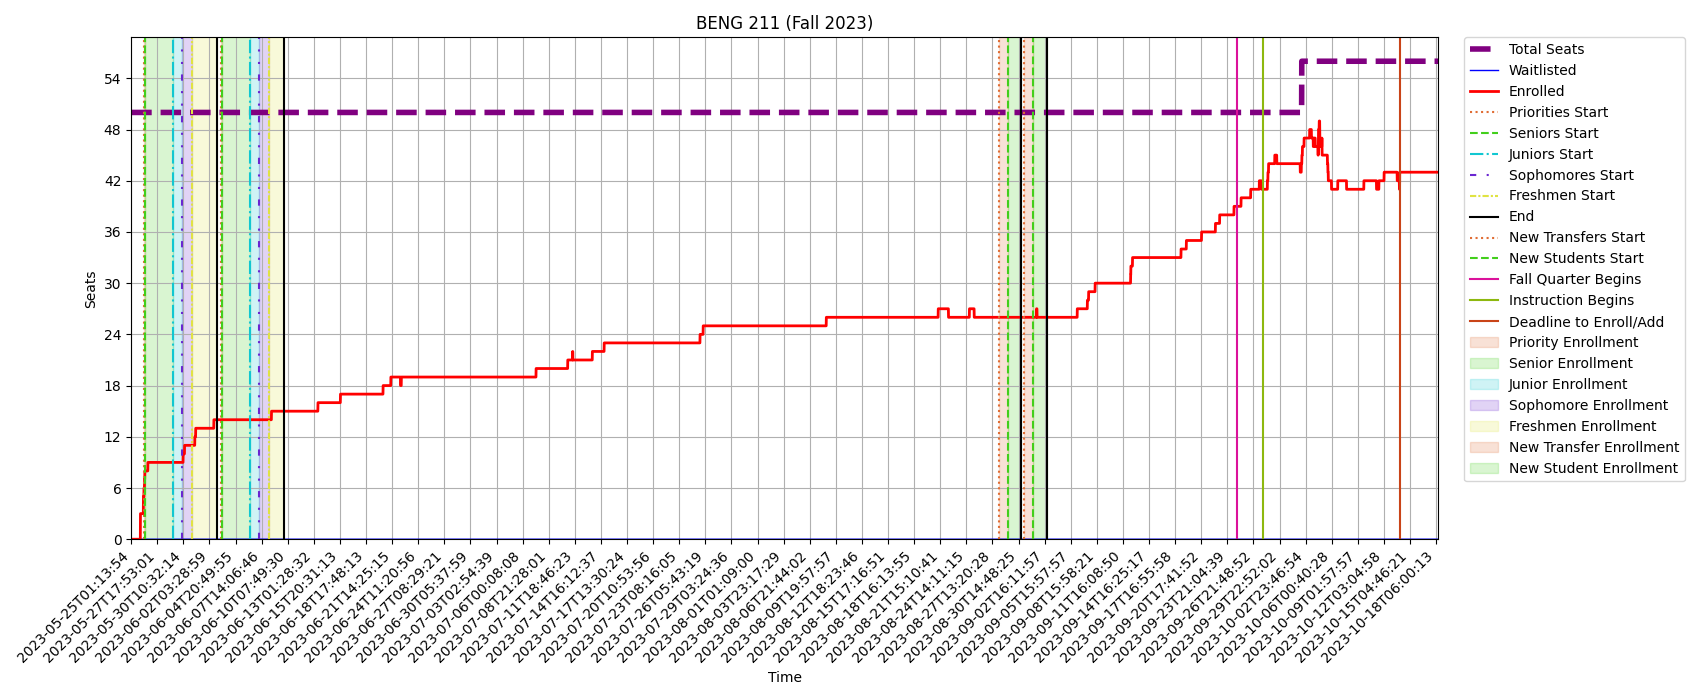 BENG 211 (Fall 2023)
Seats
54
48
42
36
30
24
18
12
6
0
2023-05-25T01:13:54
2023-05-27T17:53:01
2023-05-30T10:32:14
2023-06-02T03:28:59
2023-06-04T20:49:55
2023-06-07T14:06:46
2023-06-10T07:49:30
2023-06-13T01:28:32
2023-06-15T20:31:13
2023-06-18T17:48:13
2023-06-21T14:25:15
2023-06-24T11:20:56
2023-06-27T08:29:21
2023-06-30T05:37:59
2023-07-03T02:54:39
2023-07-06T00:08:08
2023-07-08T21:28:01
2023-07-11T18:46:23
2023-07-14T16:12:37
2023-07-17T13:30:24
2023-07-20T10:53:56
2023-07-23T08:16:05
2023-07-26T05:43:19
2023-07-29T03:24:36
2023-08-01T01:09:00
2023-08-03T23:17:29
2023-08-06T21:44:02
2023-08-09T19:57:57
2023-08-12T18:23:46
2023-08-15T17:16:51
2023-08-18T16:13:55
2023-08-21T15:10:41
2023-08-24T14:11:15
2023-08-27T13:20:28
2023-08-30T14:48:25
2023-09-02T16:11:57
2023-09-05T15:57:57
2023-09-08T15:58:21
2023-09-11T16:08:50
2023-09-14T16:25:17
2023-09-17T16:55:58
2023-09-20T17:41:52
2023-09-23T21:04:39
2023-09-26T21:48:52
2023-09-29T22:52:02
2023-10-02T23:46:54
2023-10-06T00:40:28
2023-10-09T01:57:57
2023-10-12T03:04:58
2023-10-15T04:46:21
2023-10-18T06:00:13
Time
Total Seats
Waitlisted
Enrolled
Priorities Start
Seniors Start
Juniors Start
Sophomores Start
Freshmen Start
End
New Transfers Start
New Students Start
Fall Quarter Begins
Instruction Begins
Deadline to Enroll/Add
Priority Enrollment
Senior Enrollment
Junior Enrollment
Sophomore Enrollment
Freshmen Enrollment
New Transfer Enrollment
New Student Enrollment